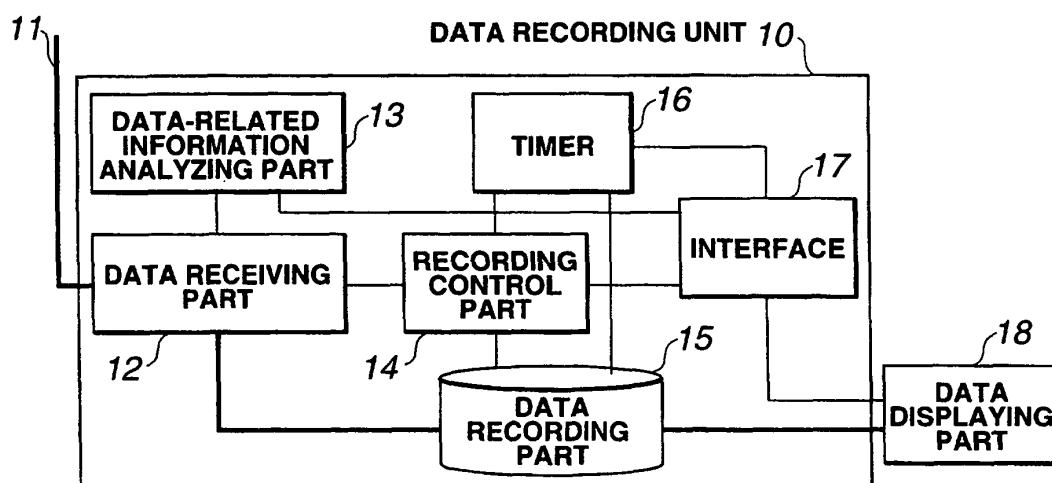 11
DATA RECORDING UNIT 10
DATA-RELATED
INFORMATION
ANALYZING PART
13
TIMER
16
17
DATA RECEIVING
PART
12
RECORDING
CONTROL
PART
14
INTERFACE
15
DATA
RECORDING
PART
18
DATA
DISPLAYING
PART